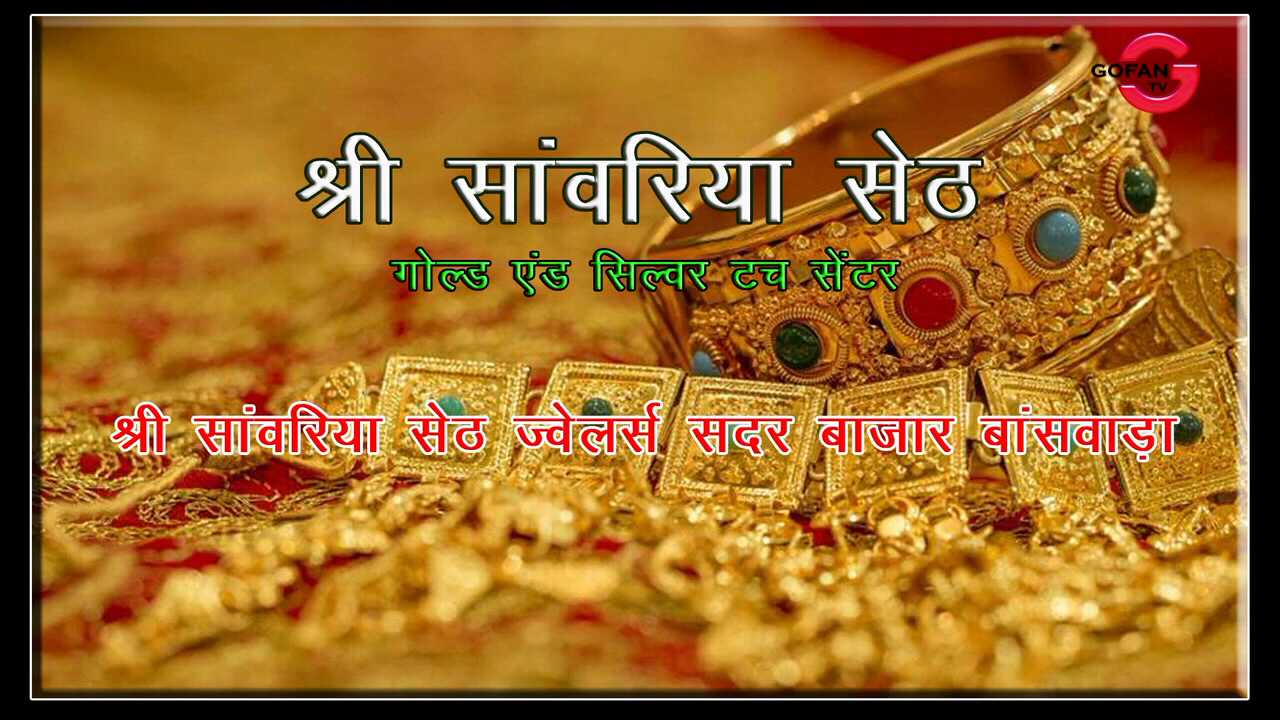 GOFAN
TV
श्री सांवरिया सेठ
गोल्ड एंड सिल्वर टच सेंटर
श्री सांवरिया सेठ ज्वेलर्स सदर बाजार बांसवाड़ा